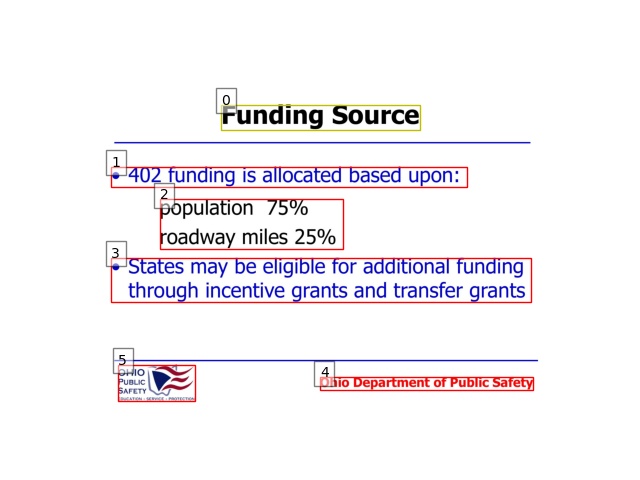 0
Funding Source
1
• 402 funding is allocated based upon:
2
population 75%
roadway miles 25%
3
• States may be eligible for additional funding
through incentive grants and transfer grants
5
OHIO
PUBLIC
SAFETY
EDUCATION - SERVICE - PROTECTION
4
Ohio Department of Public Safety